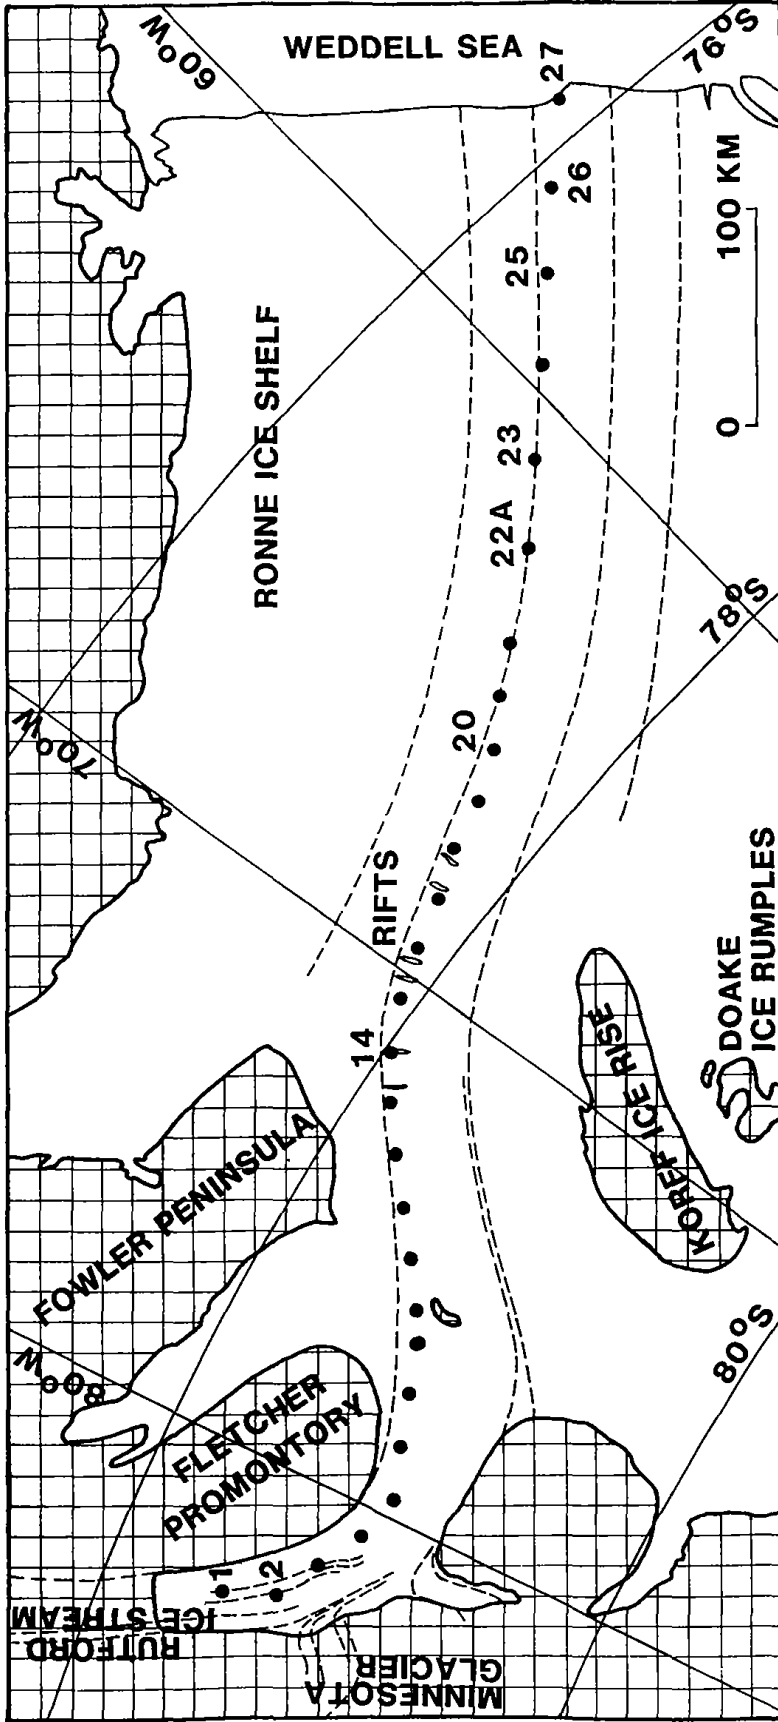 RUTFORD
ICE STREAM
MINNESOTA
GLACIER
80°W
FLETCHER
PROMONTORY
FOWLER PENINSULA
1
2
14
RIFTS
20
22A
23
25
26
27
70°W
60°W
RONNE ICE SHELF
WEDDELL SEA
76°S
78°S
80°S
KORFF ICE RISE
DOAKE
ICE RUMPLES
0
100 KM